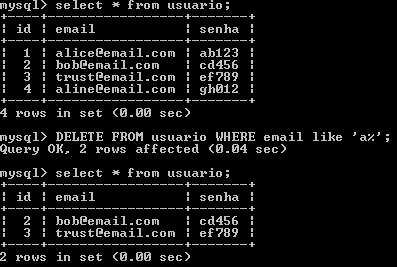 mysql> select * from usuario;
+----+-----------------+-------+
| id | email           | senha |
+----+-----------------+-------+
|  1 | alice@email.com | ab123 |
|  2 | bob@email.com   | cd456 |
|  3 | trust@email.com | ef789 |
|  4 | aline@email.com | gh012 |
+----+-----------------+-------+
4 rows in set (0.00 sec)
mysql> DELETE FROM usuario WHERE email like 'a%';
Query OK, 2 rows affected (0.04 sec)
mysql> select * from usuario;
+----+-----------------+-------+
| id | email           | senha |
+----+-----------------+-------+
|  2 | bob@email.com   | cd456 |
|  3 | trust@email.com | ef789 |
+----+-----------------+-------+
2 rows in set (0.00 sec)